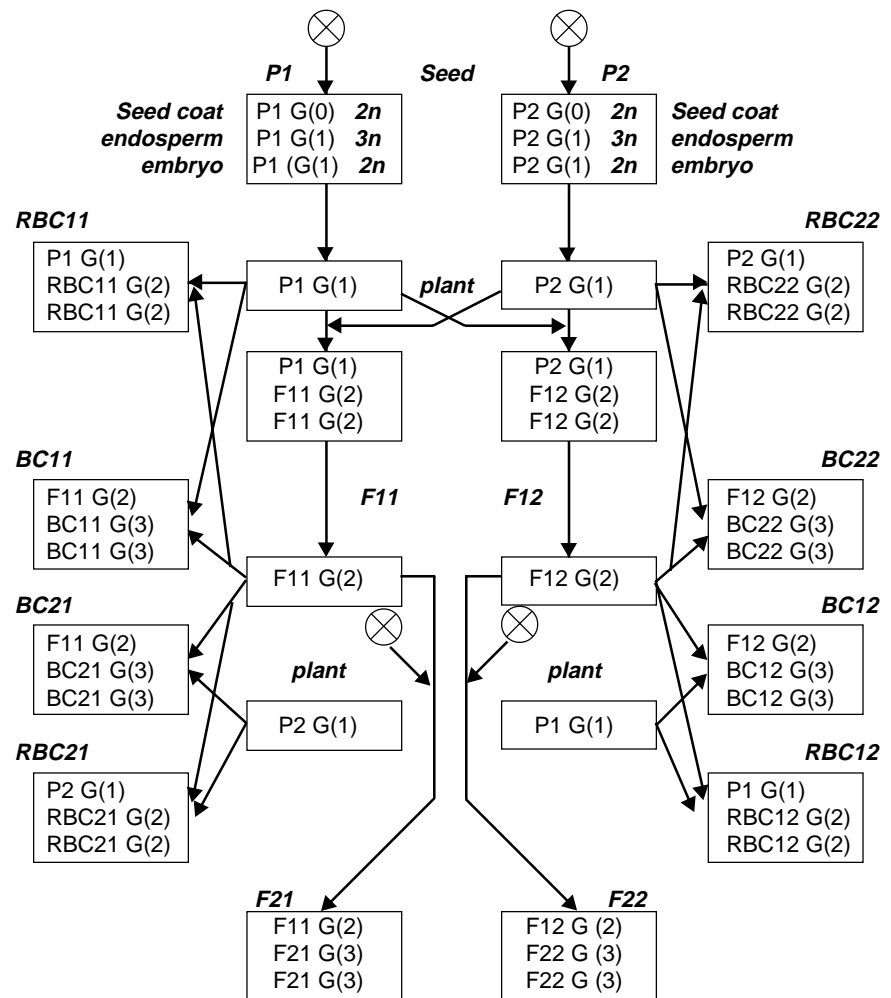 P1 Seed P2
Seed coat P1 G(0) 2n P2 G(0) 2n Seed coat
endosperm P1 G(1) 3n P2 G(1) 3n endosperm
embryo P1 (G(1) 2n P2 G(1) 2n embryo
RBC11 RBC22
P1 G(1)
RBC11 G(2)
RBC11 G(2)
P1 G(1) plant P2 G(1)
P2 G(1)
RBC22 G(2)
RBC22 G(2)
P1 G(1)
F11 G(2)
F11 G(2)
P2 G(1)
F12 G(2)
F12 G(2)
BC11 BC22
F11 G(2)
BC11 G(3)
BC11 G(3)
F11 F12
F12 G(2)
BC22 G(3)
BC22 G(3)
F11 G(2) F12 G(2)
BC21 BC12
F11 G(2)
BC21 G(3)
BC21 G(3)
plant plant
F12 G(2)
BC12 G(3)
BC12 G(3)
P2 G(1) P1 G(1)
RBC21 RBC12
P2 G(1)
RBC21 G(2)
RBC21 G(2)
P1 G(1)
RBC12 G(2)
RBC12 G(2)
F21 F22
F11 G(2)
F21 G(3)
F21 G(3)
F12 G (2)
F22 G (3)
F22 G (3)